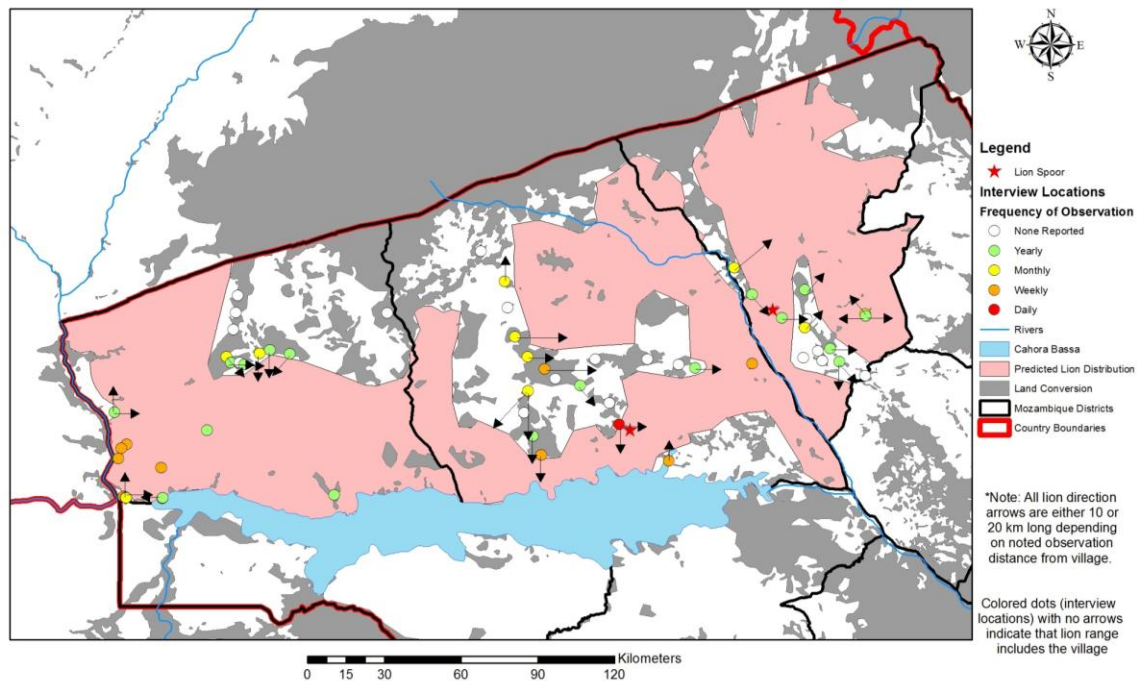 N
W E
S
Legend
Lion Spoor
Interview Locations
Frequency of Observation
None Reported
Yearly
Monthly
Weekly
Daily
Rivers
Cahora Bassa
Predicted Lion Distribution
Land Conversion
Mozambique Districts
Country Boundaries
*Note: All lion direction
arrows are either 10 or
20 km long depending
on noted observation
distance from village.
Colored dots (interview
locations) with no arrows
indicate that lion range
includes the village
Kilometers
0 15 30 60 90 120